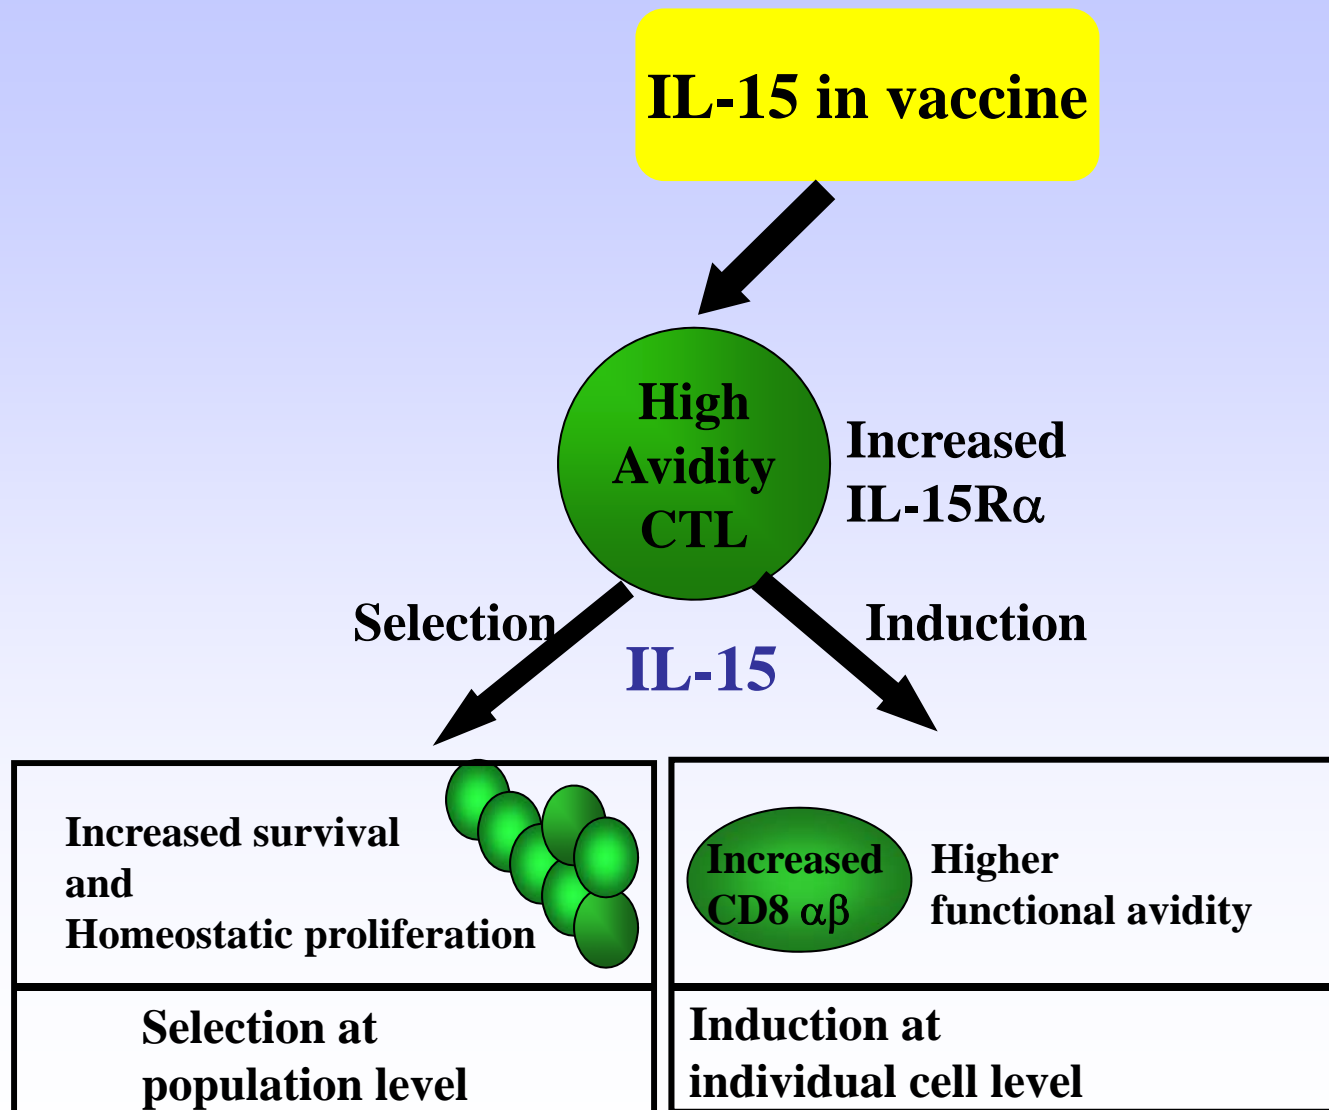 IL-15 in vaccine
High
Avidity
CTL
Increased
IL-15Rα
Selection
IL-15
Induction
Increased survival
and
Homeostatic proliferation
Increased
CD8 αβ
Higher
functional avidity
Selection at
population level
Induction at
individual cell level